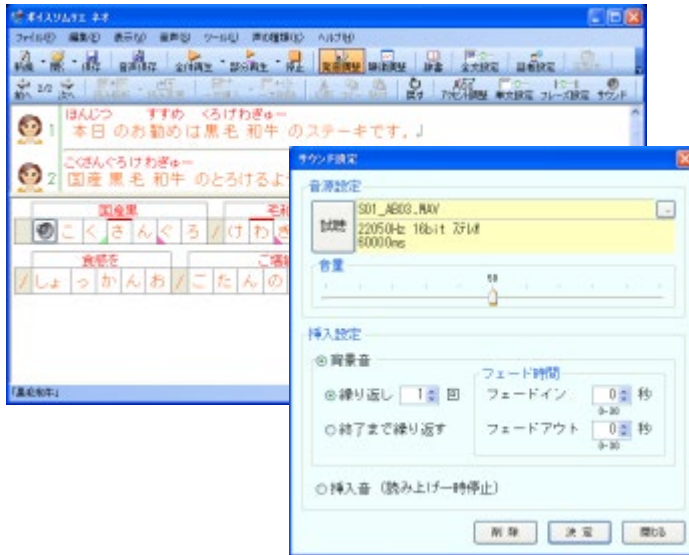 ボイスソムリエ ネオ
ファイル(F) 編集(E) 表示(V) 音声(S) ツール(L) 声の種類(C) ヘルプ(H)
新規 開く 保存 音声保存 全体再生 部分再生 停止 辞書 全文設定
前へ 2/2 次へ 戻す アクセント調整 単文設定 フレーズ設定 サウンド
ほんじつ すすめ くろげわぎゅー
1 本日 のお勧めは黒毛 和牛 のステーキです。
こくさんくろげわぎゅー
2 国産 黒 毛 和牛 のとろけるよ
国産黒 毛和
こ く さ ん ぐ ろ / け わ ぎ
食感を ご堪
/ し ょ っ か ん お / ご た ん の
「黒毛和牛」
サウンド設定
音源設定
試聴
S01_AB03.WAV
22050Hz 16bit ステレオ
60000ms
音量
50
挿入設定
背景音
フェード時間
繰り返し 1 回
フェードイン 0 秒
0-30
終了まで繰り返す
フェードアウト 0 秒
0-30
挿入音 (読み上げ一時停止)
削 除 決 定 閉じる